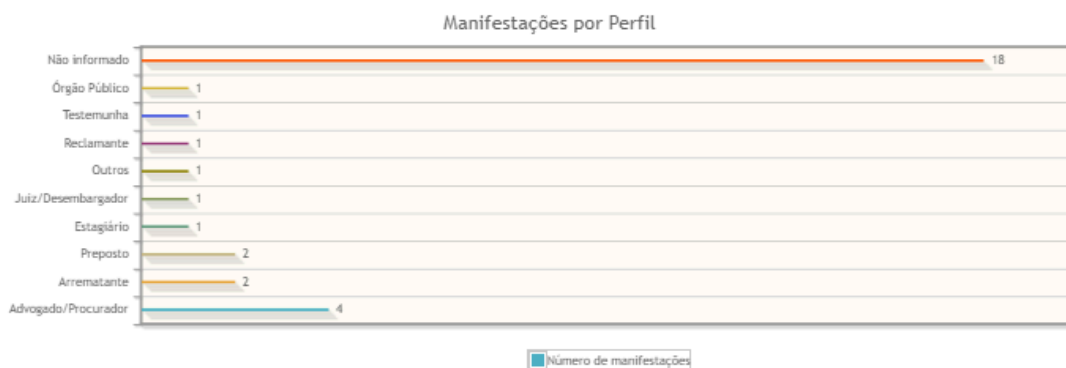 Manifestações por Perfil
Não informado 18
Órgão Público 1
Testemunha 1
Reclamante 1
Outros 1
Juiz/Desembargador 1
Estagiário 1
Preposto 2
Arrematante 2
Advogado/Procurador 4
Número de manifestações